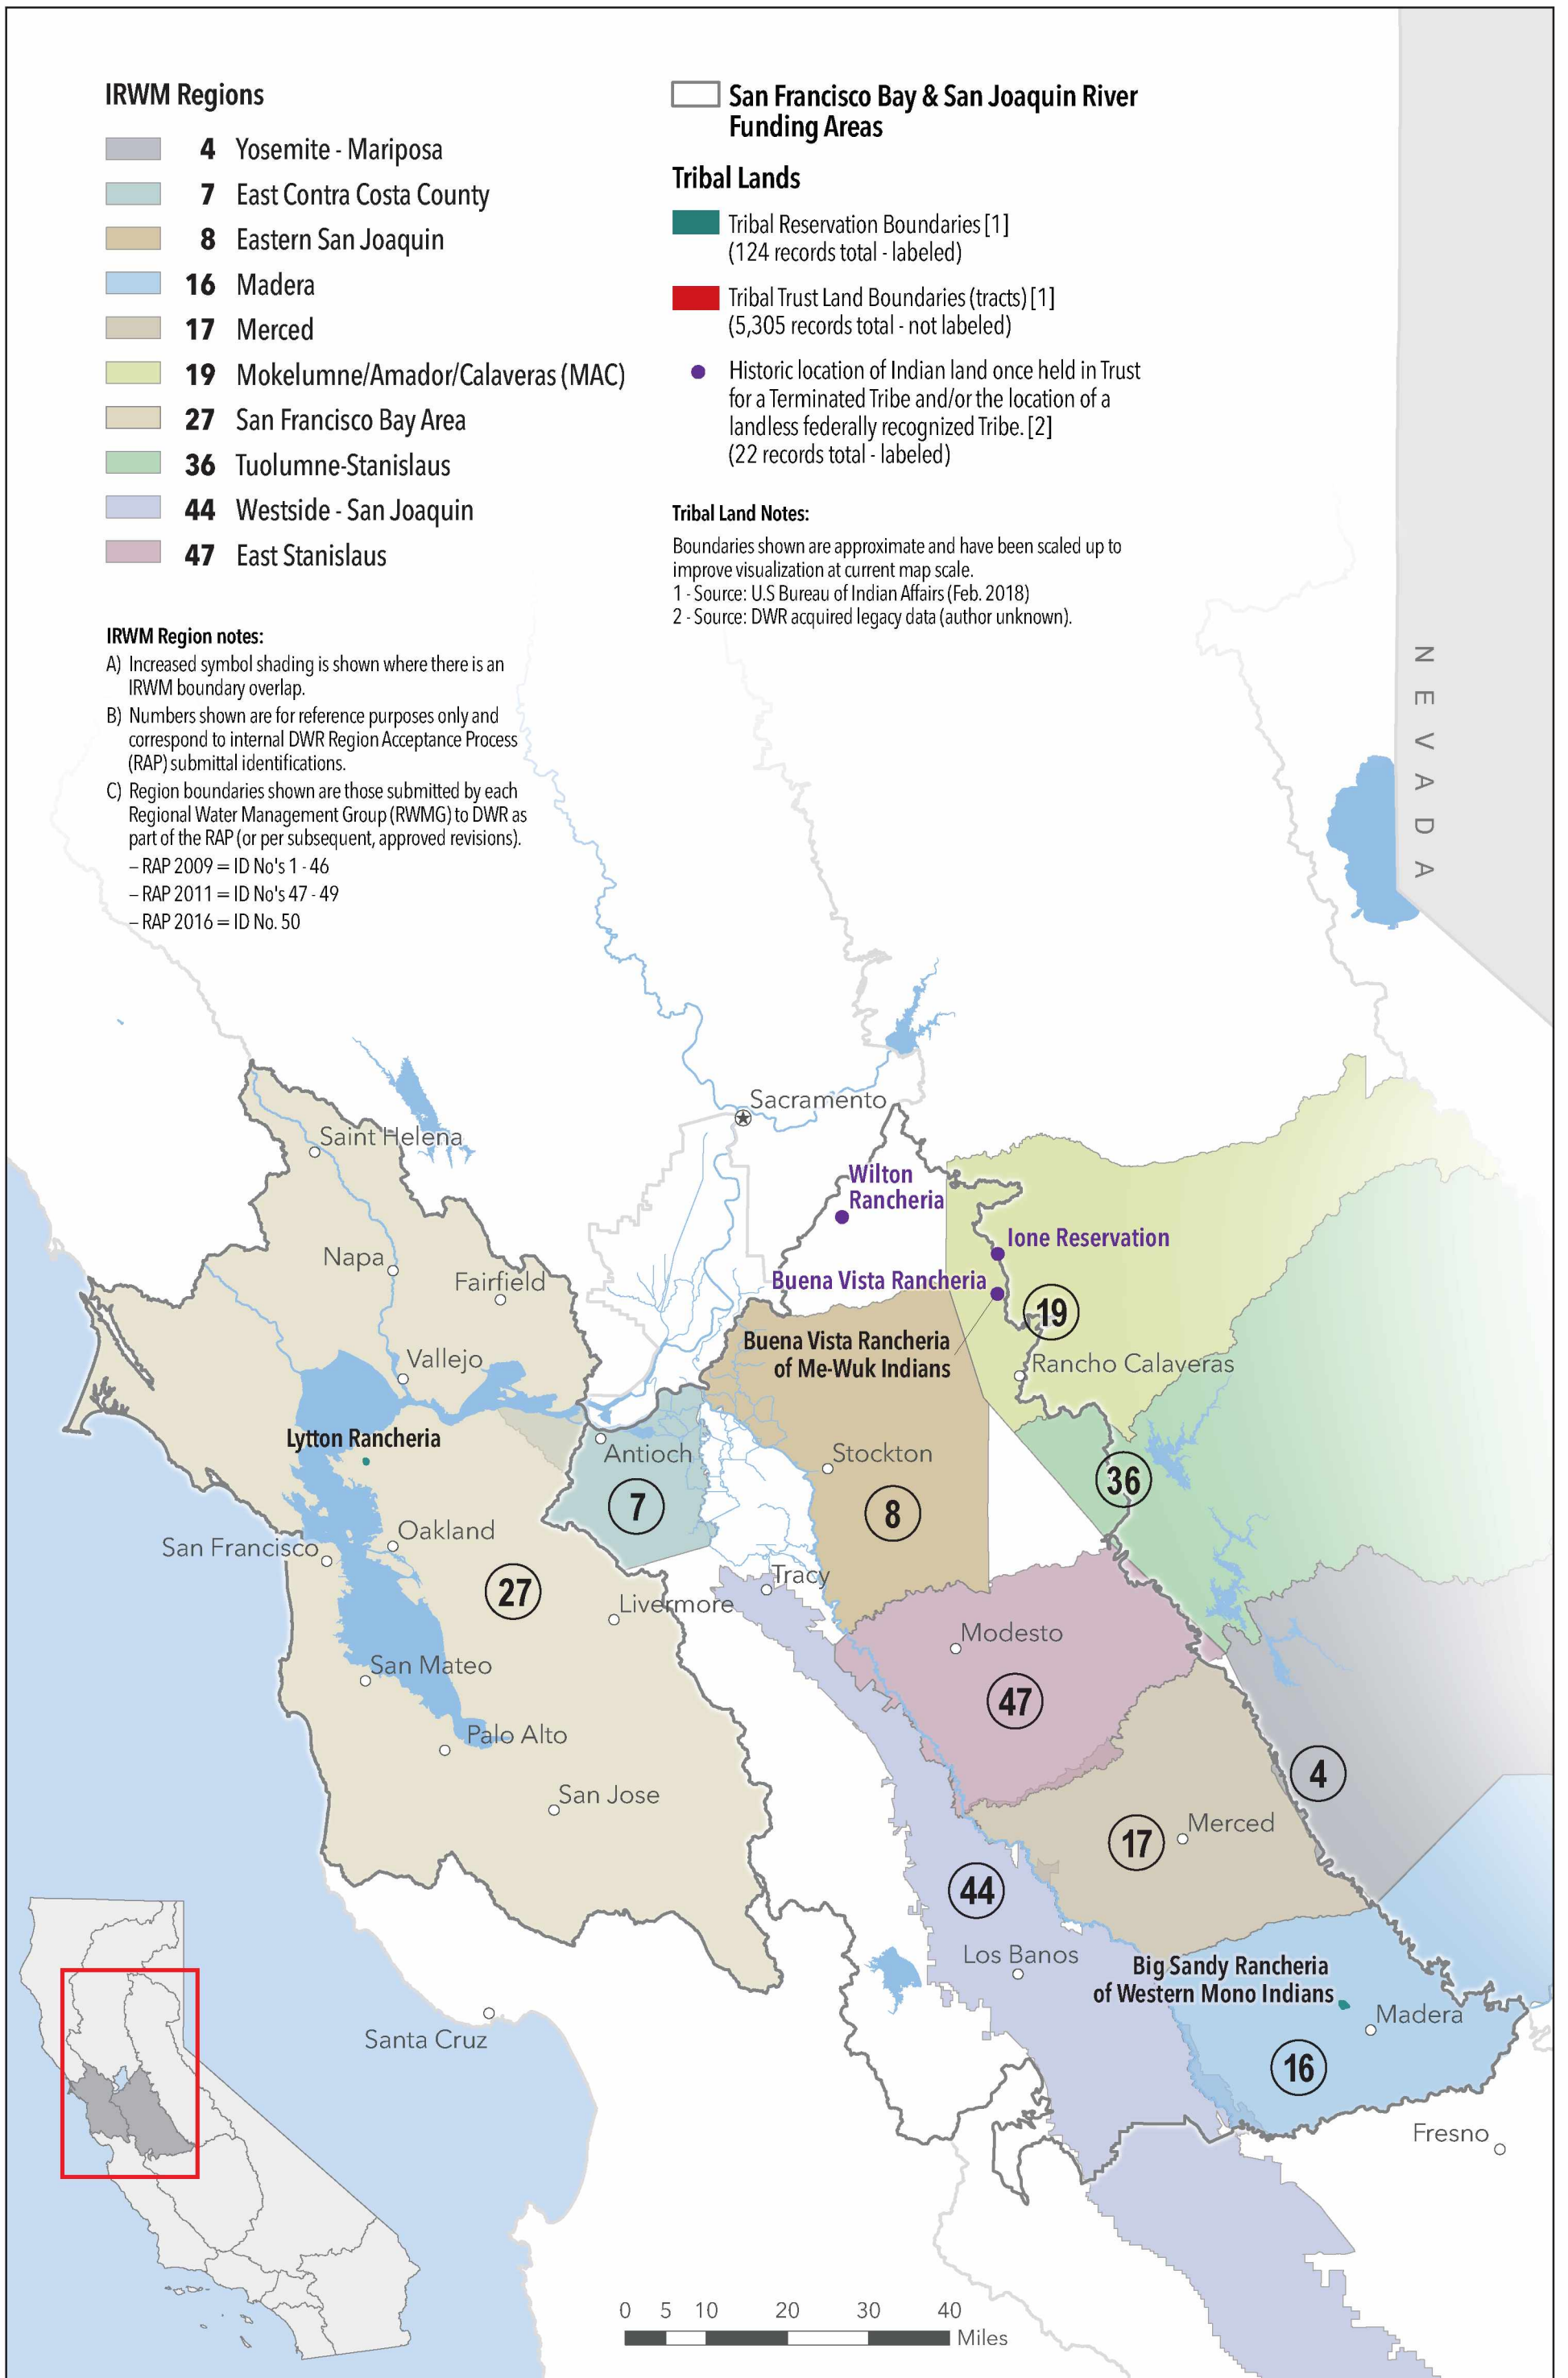 IRWM Regions
4 Yosemite - Mariposa
7 East Contra Costa County
8 Eastern San Joaquin
16 Madera
17 Merced
19 Mokelumne/Amador/Calaveras (MAC)
27 San Francisco Bay Area
36 Tuolumne-Stanislaus
44 Westside - San Joaquin
47 East Stanislaus
IRWM Region notes:
A) Increased symbol shading is shown where there is an
IRWM boundary overlap.
B) Numbers shown are for reference purposes only and
correspond to internal DWR Region Acceptance Process
(RAP) submittal identifications.
C) Region boundaries shown are those submitted by each
Regional Water Management Group (RWMG) to DWR as
part of the RAP (or per subsequent, approved revisions).
– RAP 2009 = ID No's 1 - 46
– RAP 2011 = ID No's 47 - 49
– RAP 2016 = ID No. 50
San Francisco Bay & San Joaquin River
Funding Areas
Tribal Lands
Tribal Reservation Boundaries [1]
(124 records total - labeled)
Tribal Trust Land Boundaries (tracts) [1]
(5,305 records total - not labeled)
Historic location of Indian land once held in Trust
for a Terminated Tribe and/or the location of a
landless federally recognized Tribe. [2]
(22 records total - labeled)
Tribal Land Notes:
Boundaries shown are approximate and have been scaled up to
improve visualization at current map scale.
1 - Source: U.S Bureau of Indian Affairs (Feb. 2018)
2 - Source: DWR acquired legacy data (author unknown).
NEVADA
Sacramento
Saint Helena
Wilton
Rancheria
Ione Reservation
Napa
Fairfield
Buena Vista Rancheria
19
Buena Vista Rancheria
of Me-Wuk Indians
Vallejo
Rancho Calaveras
Lytton Rancheria
Antioch
Stockton
36
7
8
San Francisco
Oakland
27
Tracy
Livermore
Modesto
San Mateo
47
Palo Alto
4
San Jose
Merced
17
44
Los Banos
Big Sandy Rancheria
of Western Mono Indians
Madera
Santa Cruz
16
Fresno
0 5 10 20 30 40
Miles